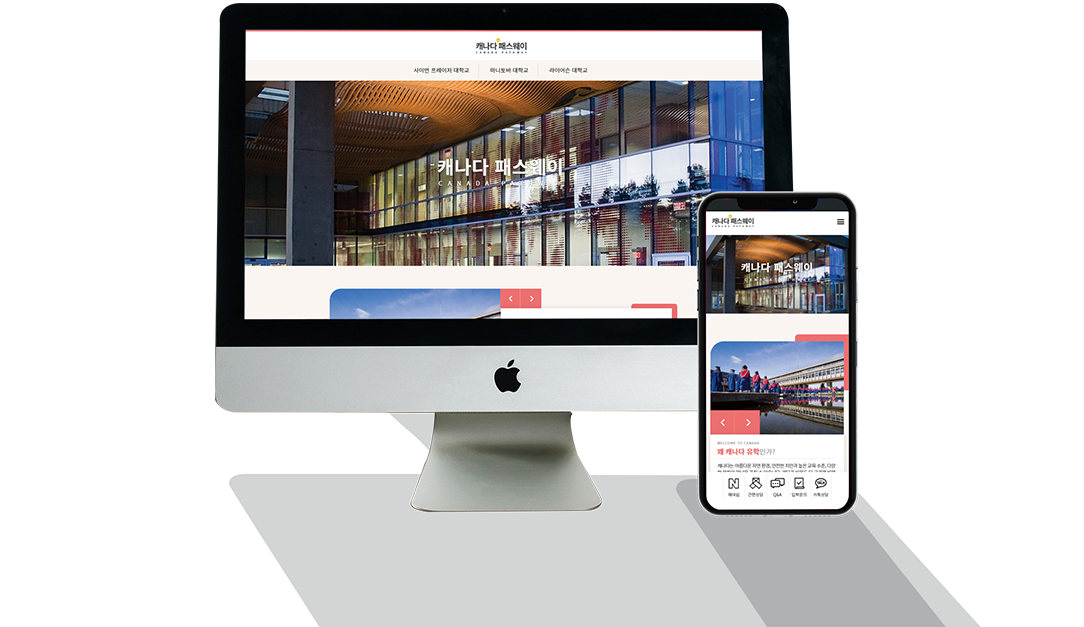 캐나다 패스웨이
CANADA PATHWAY
사이먼 프레이저 대학교
마니토바 대학교
라이어슨 대학교
캐나다 패스웨이
CANADA
캐나다 패스웨이
CANADA PATHWAY
캐나다 패스웨이
WELCOME TO CANADA
왜 캐나다 유학인가?
캐나다는 아름다운 자연 환경, 안전한 치안과 높은 교육 수준, 다양
간편상담
Q&A
입학문의
카톡상담